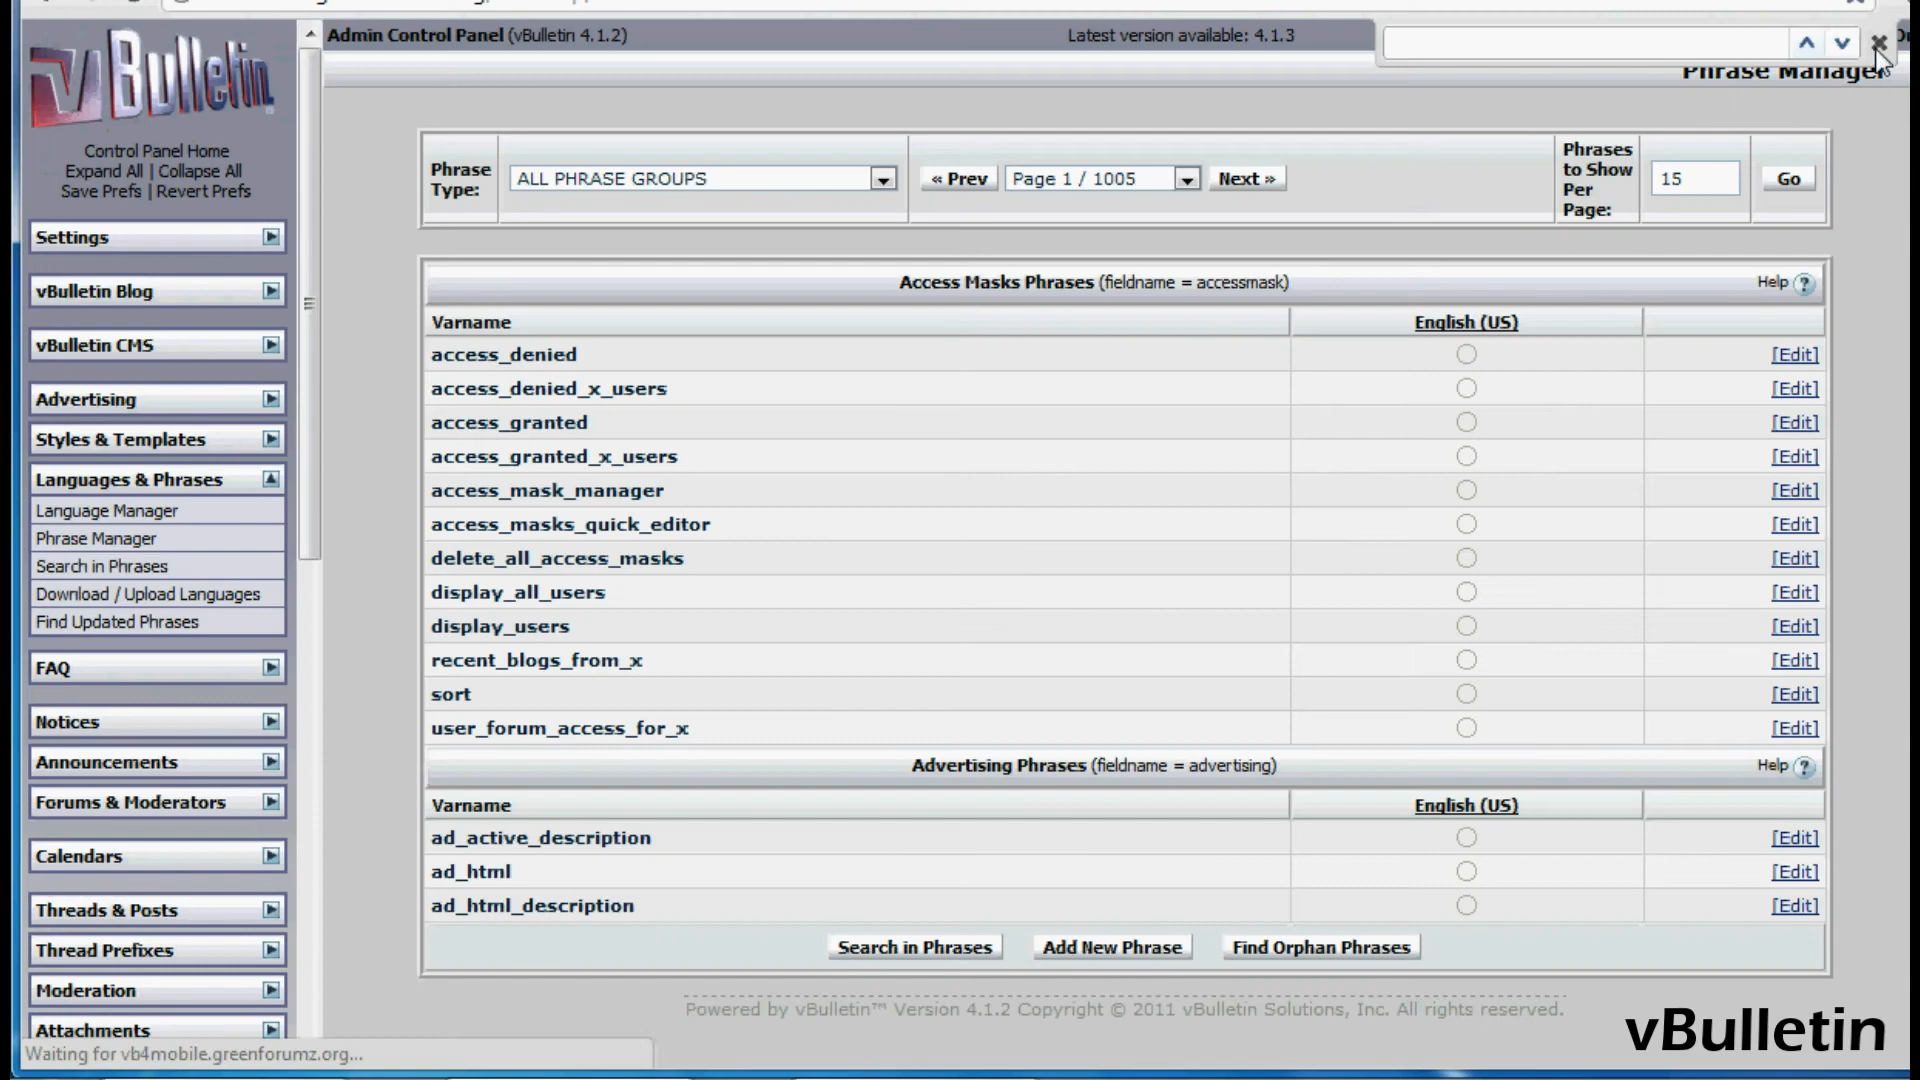 Admin Control Panel (vBulletin 4.1.2)
Latest version available: 4.1.3
vBulletin
Phrase Manager
Control Panel Home
Expand All | Collapse All
Save Prefs | Revert Prefs
Settings
vBulletin Blog
vBulletin CMS
Advertising
Styles & Templates
Languages & Phrases
Language Manager
Phrase Manager
Search in Phrases
Download / Upload Languages
Find Updated Phrases
FAQ
Notices
Announcements
Forums & Moderators
Calendars
Threads & Posts
Thread Prefixes
Moderation
Attachments
Phrase Type:
ALL PHRASE GROUPS
« Prev
Page 1 / 1005
Next »
Phrases
to Show
Per
Page:
15
Go
Access Masks Phrases (fieldname = accessmask)
Help ?
Varname
English (US)
access_denied
[Edit]
access_denied_x_users
[Edit]
access_granted
[Edit]
access_granted_x_users
[Edit]
access_mask_manager
[Edit]
access_masks_quick_editor
[Edit]
delete_all_access_masks
[Edit]
display_all_users
[Edit]
display_users
[Edit]
recent_blogs_from_x
[Edit]
sort
[Edit]
user_forum_access_for_x
[Edit]
Advertising Phrases (fieldname = advertising)
Help ?
Varname
English (US)
ad_active_description
[Edit]
ad_html
[Edit]
ad_html_description
[Edit]
Search in Phrases
Add New Phrase
Find Orphan Phrases
Powered by vBulletin™ Version 4.1.2 Copyright © 2011 vBulletin Solutions, Inc. All rights reserved.
Waiting for vb4mobile.greenforumz.org...
vBulletin